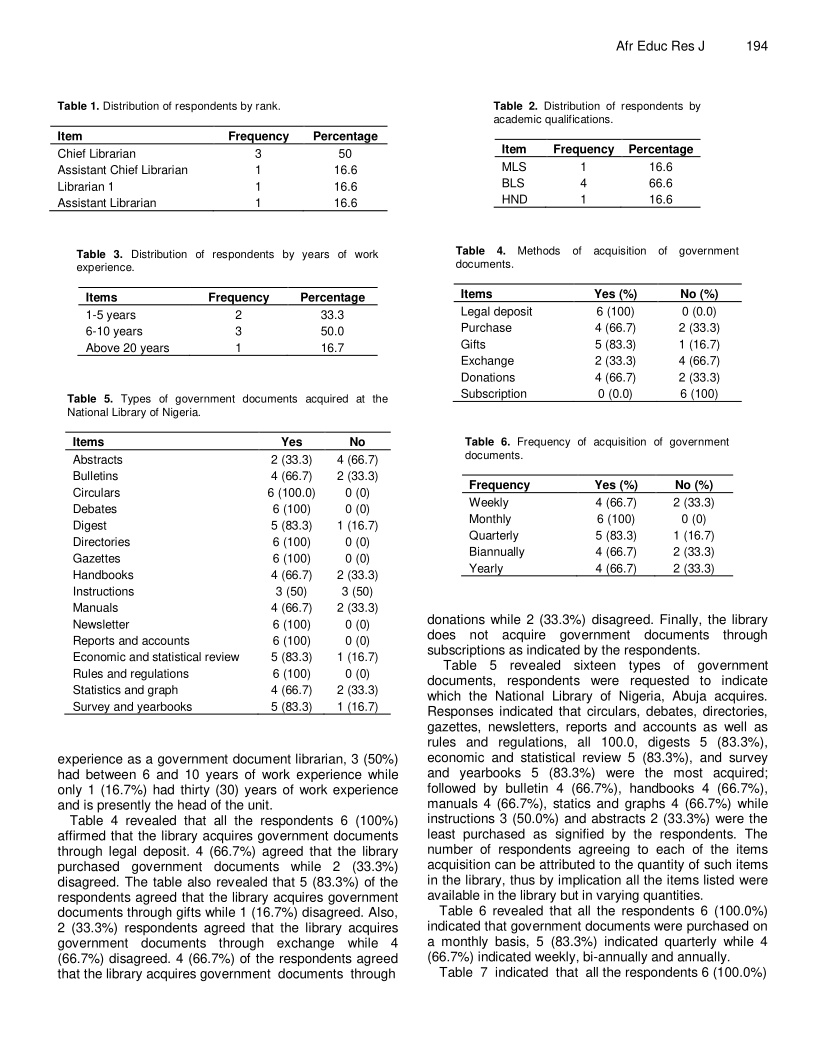 Afr Educ Res J 194
Table 1. Distribution of respondents by rank.
Item Frequency Percentage
Chief Librarian 3 50
Assistant Chief Librarian 1 16.6
Librarian 1 1 16.6
Assistant Librarian 1 16.6
Table 2. Distribution of respondents by
academic qualifications.
Item Frequency Percentage
MLS 1 16.6
BLS 4 66.6
HND 1 16.6
Table 3. Distribution of respondents by years of work
experience.
Items Frequency Percentage
1-5 years 2 33.3
6-10 years 3 50.0
Above 20 years 1 16.7
Table 4. Methods of acquisition of government
documents.
Items Yes (%) No (%)
Legal deposit 6 (100) 0 (0.0)
Purchase 4 (66.7) 2 (33.3)
Gifts 5 (83.3) 1 (16.7)
Exchange 2 (33.3) 4 (66.7)
Donations 4 (66.7) 2 (33.3)
Subscription 0 (0.0) 6 (100)
Table 5. Types of government documents acquired at the
National Library of Nigeria.
Items Yes No
Abstracts 2 (33.3) 4 (66.7)
Bulletins 4 (66.7) 2 (33.3)
Circulars 6 (100.0) 0 (0)
Debates 6 (100) 0 (0)
Digest 5 (83.3) 1 (16.7)
Directories 6 (100) 0 (0)
Gazettes 6 (100) 0 (0)
Handbooks 4 (66.7) 2 (33.3)
Instructions 3 (50) 3 (50)
Manuals 4 (66.7) 2 (33.3)
Newsletter 6 (100) 0 (0)
Reports and accounts 6 (100) 0 (0)
Economic and statistical review 5 (83.3) 1 (16.7)
Rules and regulations 6 (100) 0 (0)
Statistics and graph 4 (66.7) 2 (33.3)
Survey and yearbooks 5 (83.3) 1 (16.7)
Table 6. Frequency of acquisition of government
documents.
Frequency Yes (%) No (%)
Weekly 4 (66.7) 2 (33.3)
Monthly 6 (100) 0 (0)
Quarterly 5 (83.3) 1 (16.7)
Biannually 4 (66.7) 2 (33.3)
Yearly 4 (66.7) 2 (33.3)
experience as a government document librarian, 3 (50%)
had between 6 and 10 years of work experience while
only 1 (16.7%) had thirty (30) years of work experience
and is presently the head of the unit.
Table 4 revealed that all the respondents 6 (100%)
affirmed that the library acquires government documents
through legal deposit. 4 (66.7%) agreed that the library
purchased government documents while 2 (33.3%)
disagreed. The table also revealed that 5 (83.3%) of the
respondents agreed that the library acquires government
documents through gifts while 1 (16.7%) disagreed. Also,
2 (33.3%) respondents agreed that the library acquires
government documents through exchange while 4
(66.7%) disagreed. 4 (66.7%) of the respondents agreed
that the library acquires government documents through
donations while 2 (33.3%) disagreed. Finally, the library
does not acquire government documents through
subscriptions as indicated by the respondents.
Table 5 revealed sixteen types of government
documents, respondents were requested to indicate
which the National Library of Nigeria, Abuja acquires.
Responses indicated that circulars, debates, directories,
gazettes, newsletters, reports and accounts as well as
rules and regulations, all 100.0, digests 5 (83.3%),
economic and statistical review 5 (83.3%), and survey
and yearbooks 5 (83.3%) were the most acquired;
followed by bulletin 4 (66.7%), handbooks 4 (66.7%),
manuals 4 (66.7%), statics and graphs 4 (66.7%) while
instructions 3 (50.0%) and abstracts 2 (33.3%) were the
least purchased as signified by the respondents. The
number of respondents agreeing to each of the items
acquisition can be attributed to the quantity of such items
in the library, thus by implication all the items listed were
available in the library but in varying quantities.
Table 6 revealed that all the respondents 6 (100.0%)
indicated that government documents were purchased on
a monthly basis, 5 (83.3%) indicated quarterly while 4
(66.7%) indicated weekly, bi-annually and annually.
Table 7 indicated that all the respondents 6 (100.0%)